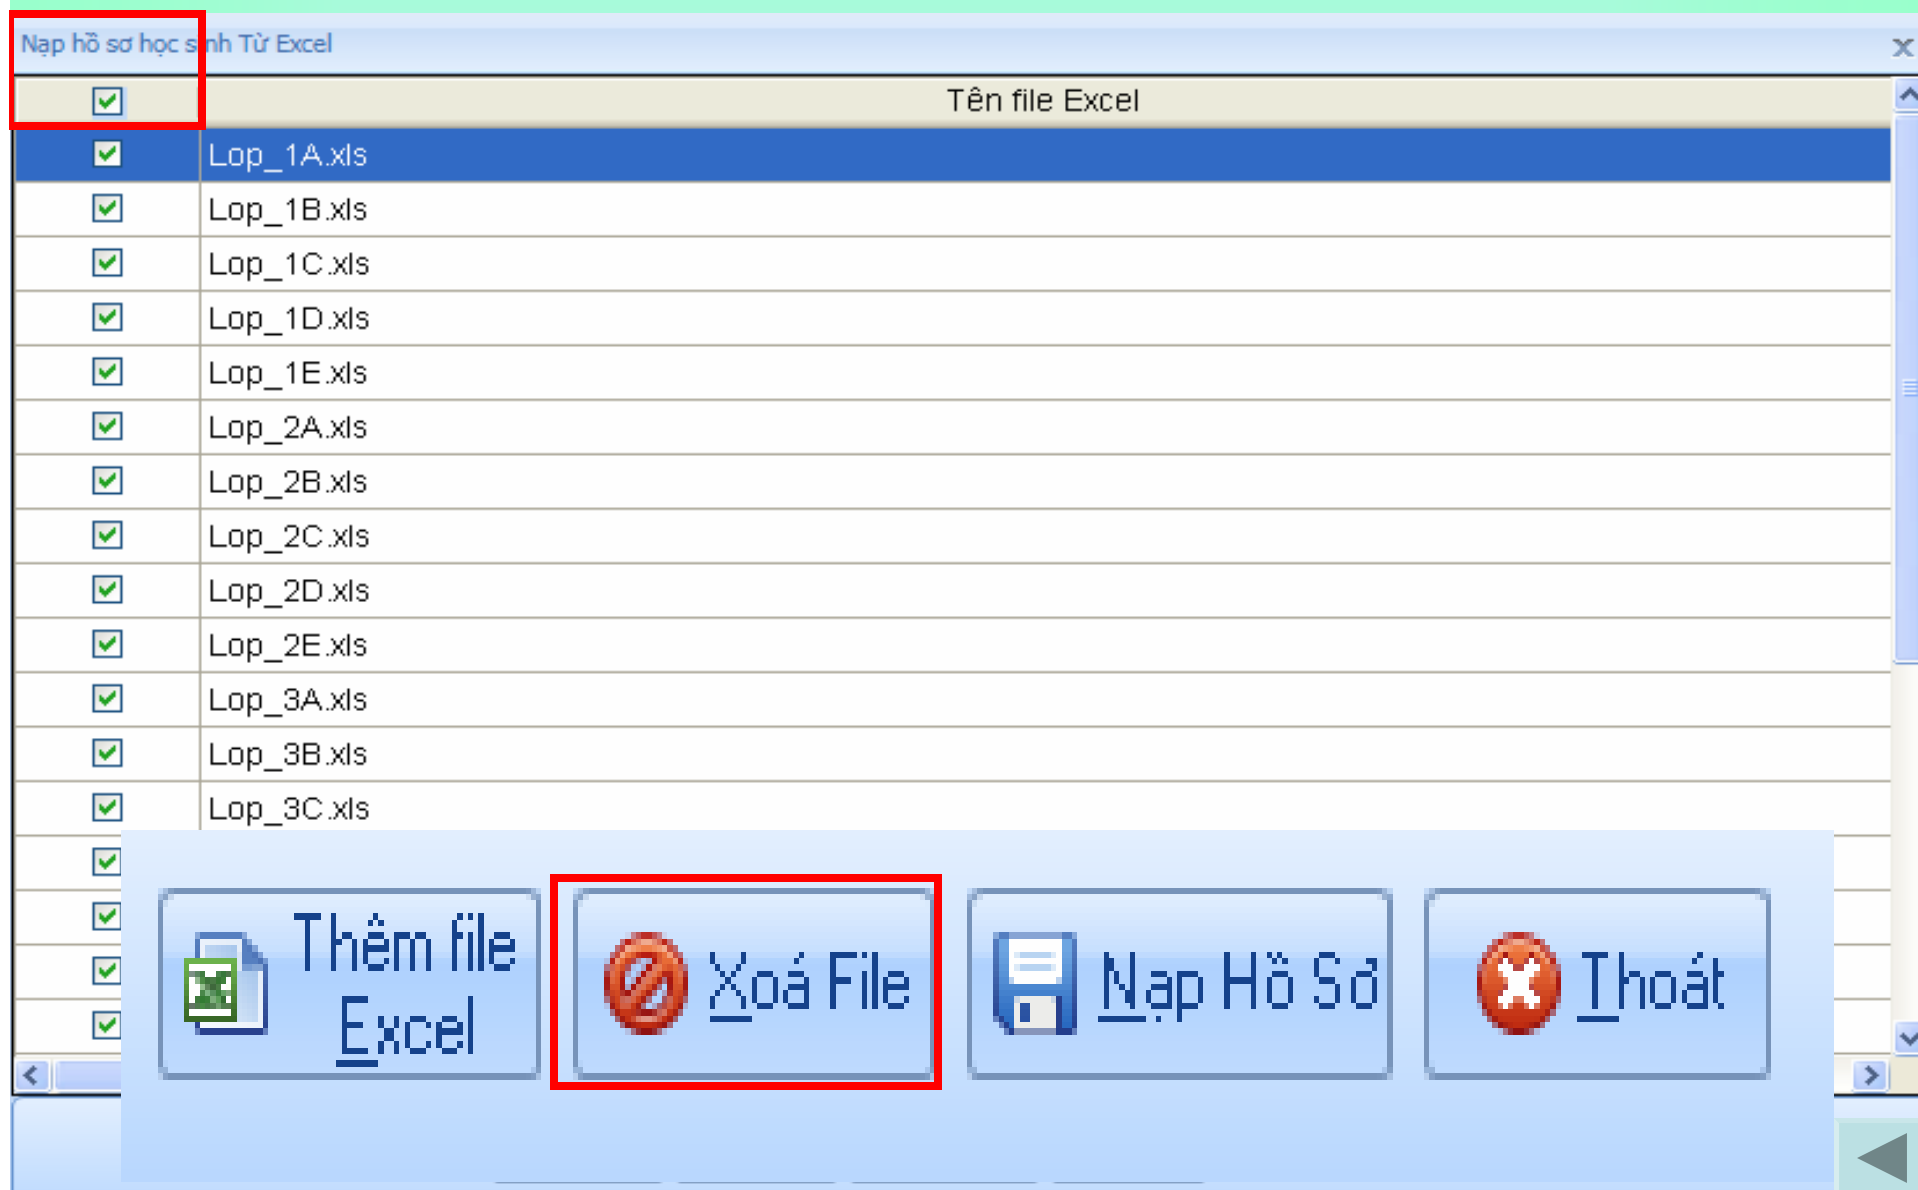 Nạp hồ sơ học sinh Từ Excel
Tên file Excel
Lop_1A.xls
Lop_1B.xls
Lop_1C.xls
Lop_1D.xls
Lop_1E.xls
Lop_2A.xls
Lop_2B.xls
Lop_2C.xls
Lop_2D.xls
Lop_2E.xls
Lop_3A.xls
Lop_3B.xls
Lop_3C.xls
Thêm file
Excel
Xoá File
Nạp Hồ Sơ
Thoát